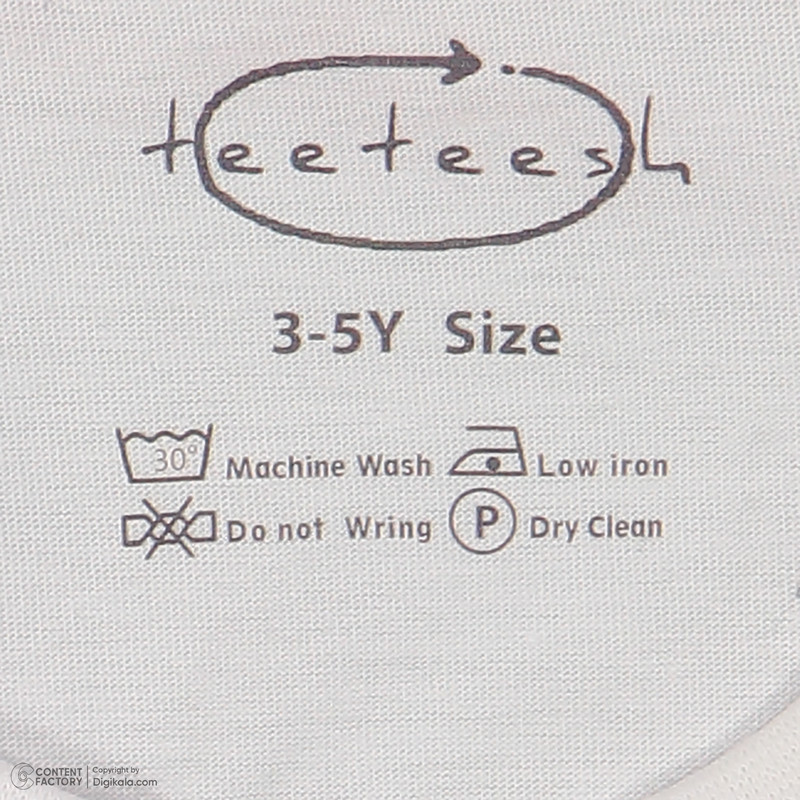 teeteesh
3-5Y Size
30° Machine Wash Low iron
Do not Wring P Dry Clean
CONTENT FACTORY Copyright by Digikala.com